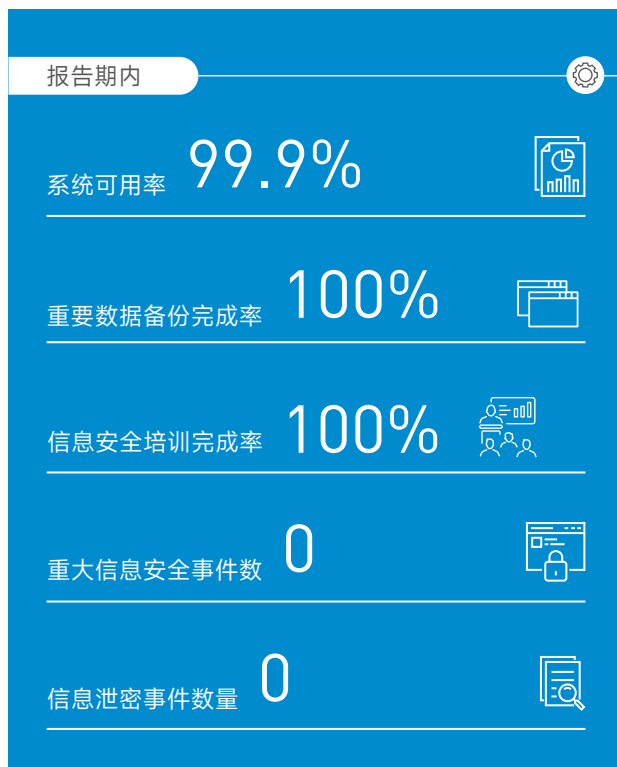 报告期内
系统可用率 99.9%
重要数据备份完成率 100%
信息安全培训完成率 100%
重大信息安全事件数 0
信息泄密事件数量 0